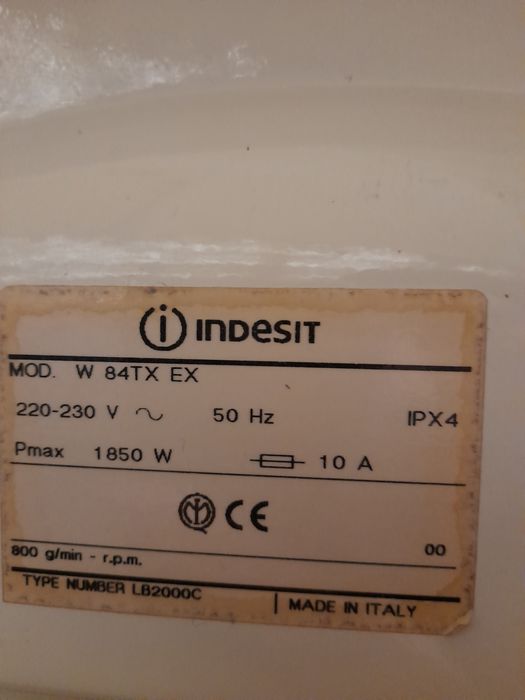 INDESIT
MOD. W 84TX EX
220-230 V ~ 50 Hz IPX4
Pmax 1850 W 10 A
CE
800 g/min - r.p.m. 00
TYPE NUMBER LB2000C MADE IN ITALY